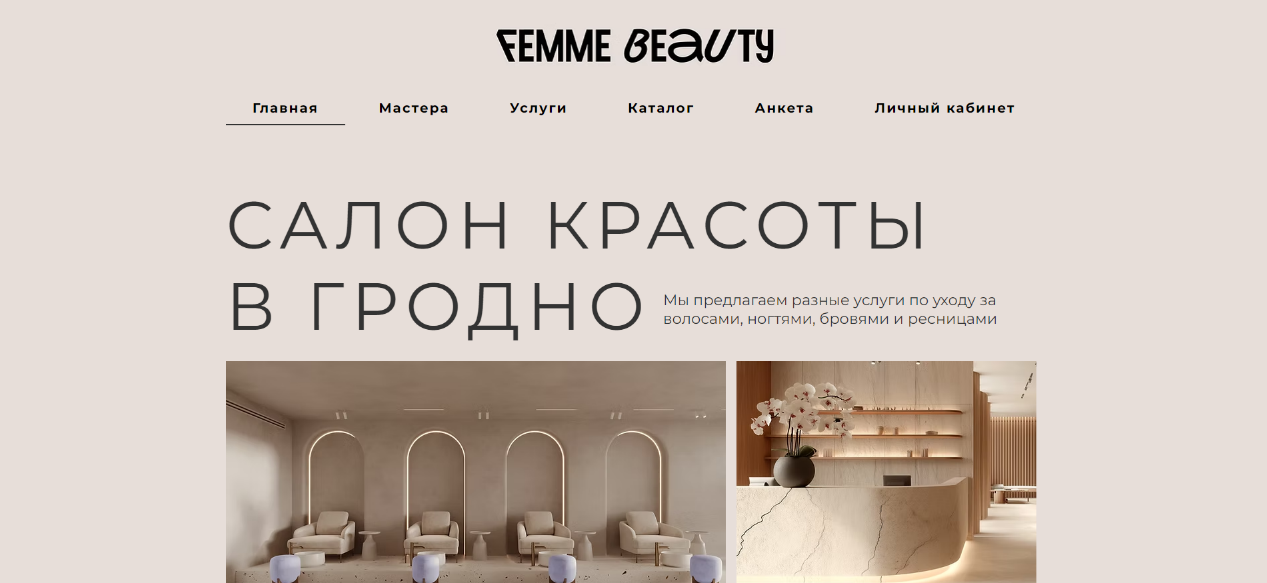 FEMME BEAUTY
Главная Мастера Услуги Каталог Анкета Личный кабинет
САЛОН КРАСОТЫ
В ГРОДНО
Мы предлагаем разные услуги по уходу за
волосами, ногтями, бровями и ресницами